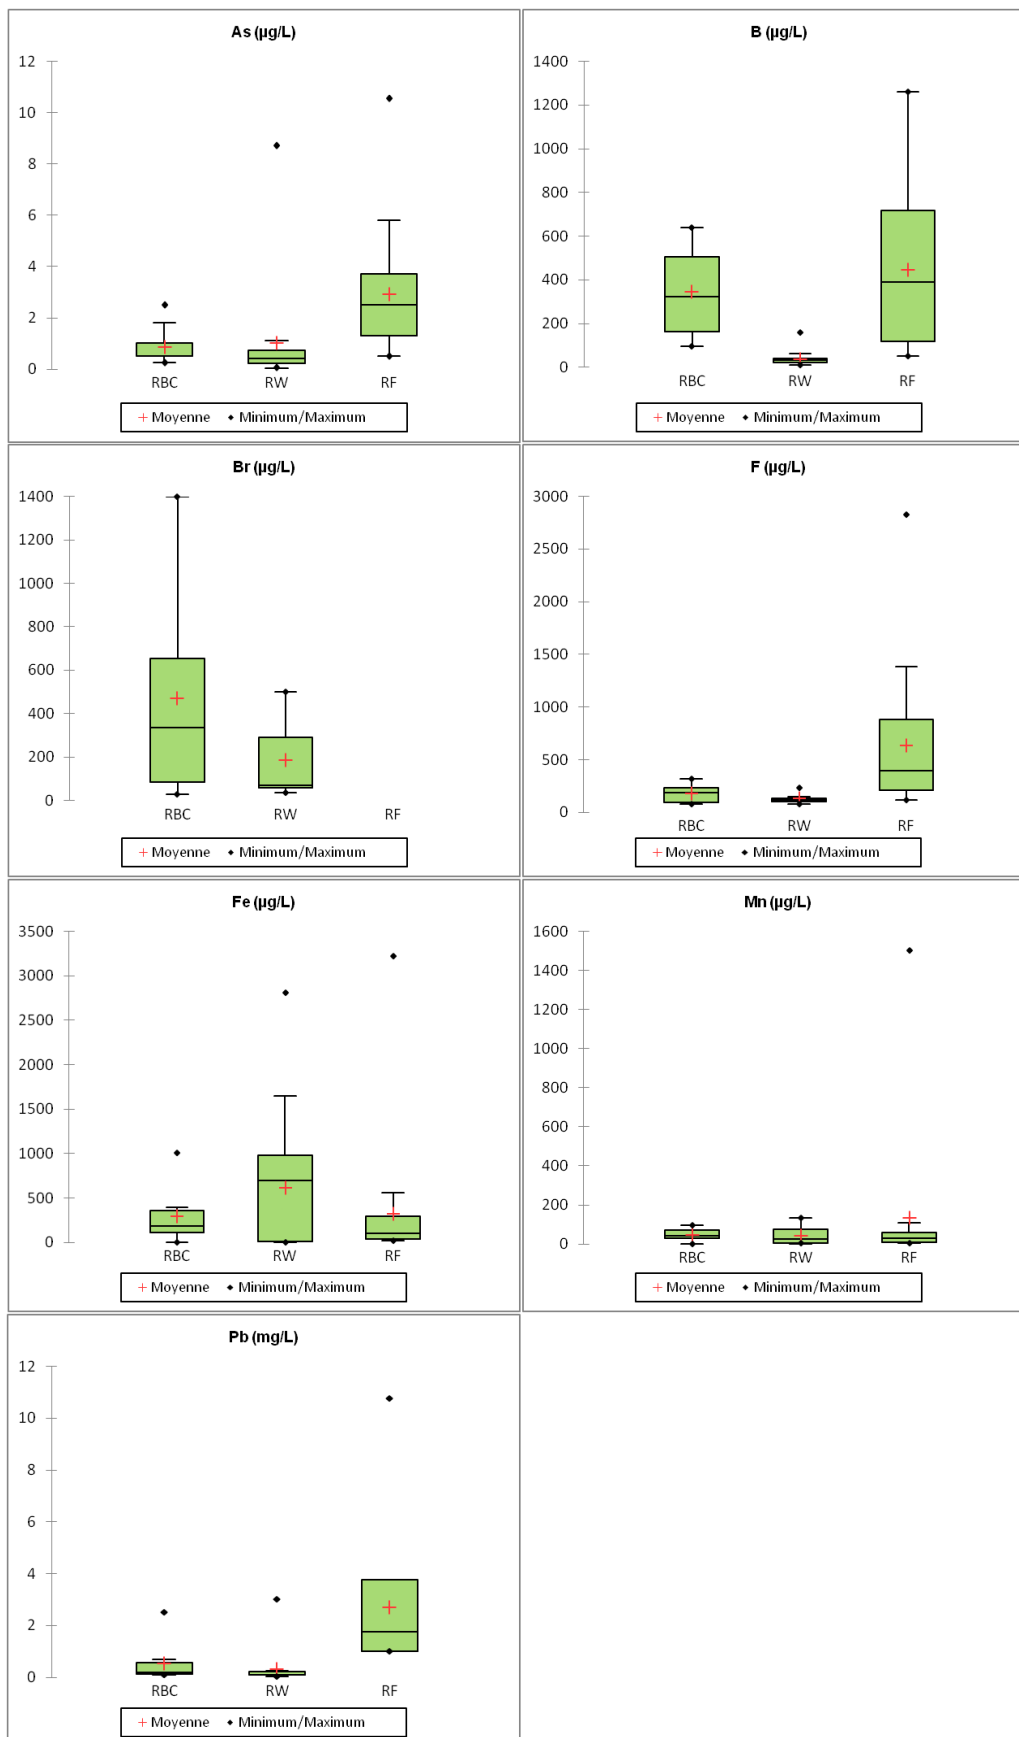 As (µg/L)
12
10
8
6
4
2
0
RBC RW RF
+ Moyenne ♦ Minimum/Maximum
B (µg/L)
1400
1200
1000
800
600
400
200
0
RBC RW RF
+ Moyenne ♦ Minimum/Maximum
Br (µg/L)
1400
1200
1000
800
600
400
200
0
RBC RW RF
+ Moyenne ♦ Minimum/Maximum
F (µg/L)
3000
2500
2000
1500
1000
500
0
RBC RW RF
+ Moyenne ♦ Minimum/Maximum
Fe (µg/L)
3500
3000
2500
2000
1500
1000
500
0
RBC RW RF
+ Moyenne ♦ Minimum/Maximum
Mn (µg/L)
1600
1400
1200
1000
800
600
400
200
0
RBC RW RF
+ Moyenne ♦ Minimum/Maximum
Pb (mg/L)
12
10
8
6
4
2
0
RBC RW RF
+ Moyenne ♦ Minimum/Maximum